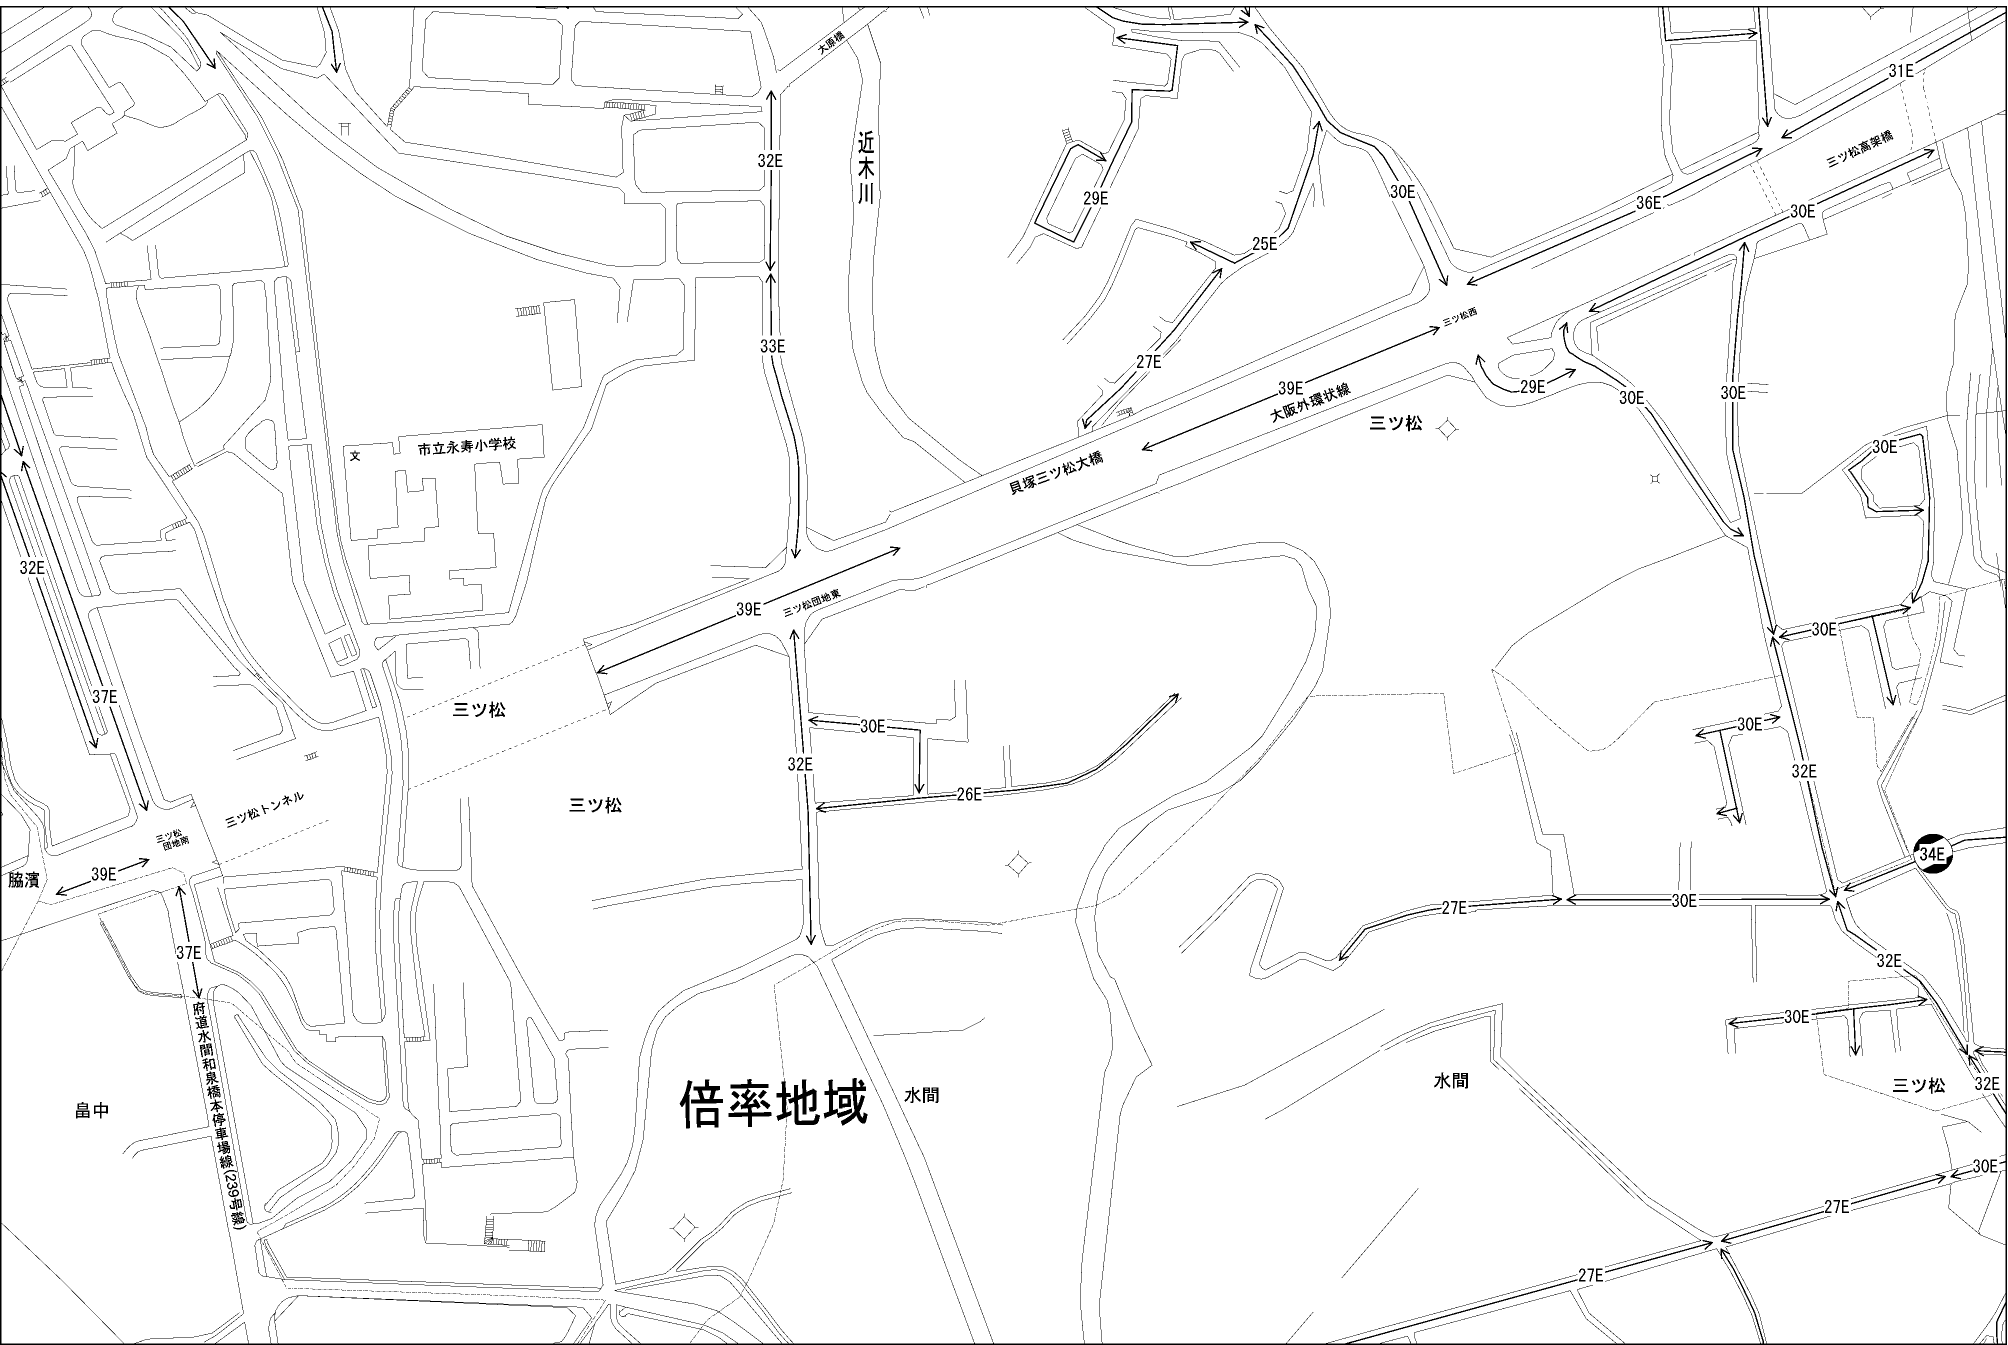 大原橋
31E
近木川
32E
三ツ松高架橋
30E
29E
36E
30E
25E
三ツ松西
33E
27E
39E
29E
大阪外環状線
30E
30E
三ツ松
市立永寿小学校
文
30E
貝塚三ツ松大橋
32E
39E
三ツ松団地東
30E
37E
三ツ松
30E
30E
32E
32E
26E
三ツ松
三ツ松トンネル
三ツ松
団地南
34E
39E
脇濱
27E
30E
37E
32E
府道水間和泉橋本停車場線(239号線)
30E
水間
32E
三ツ松
倍率地域
水間
畠中
30E
27E
27E